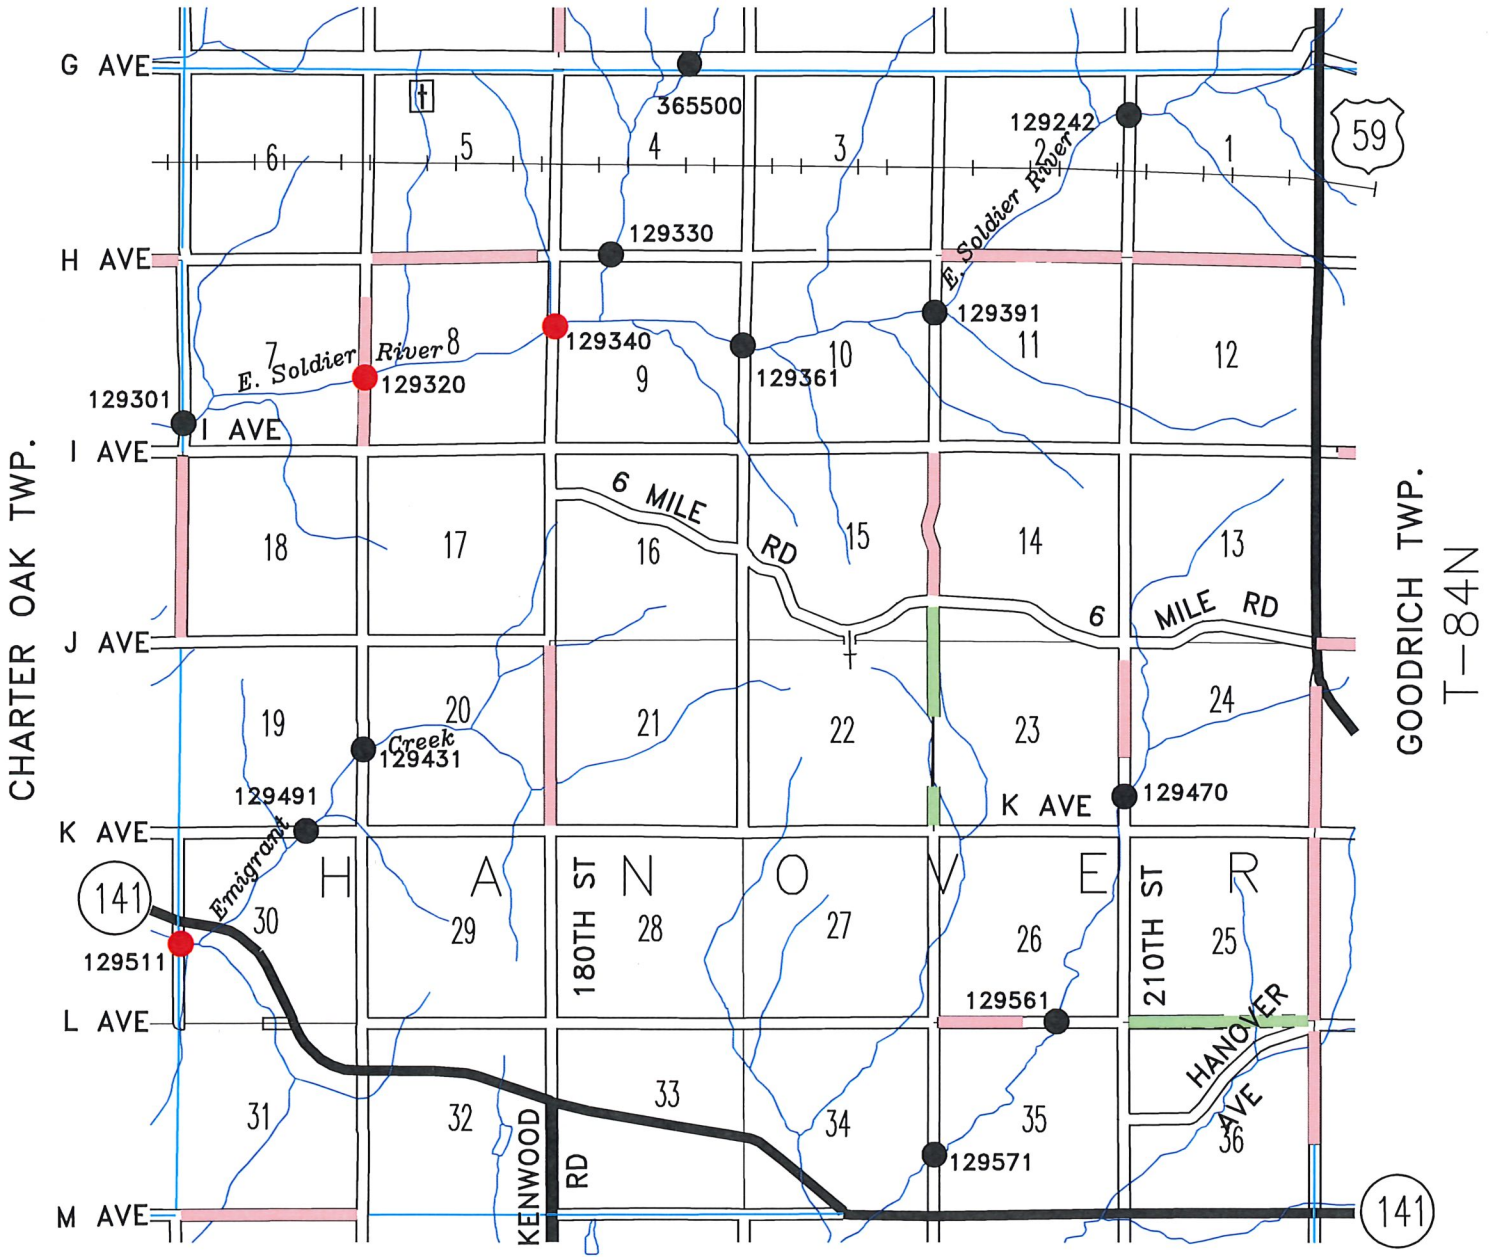 G AVE
365500
129242
59
6
5
4
3
2
1
E. Soldier River
129330
H AVE
129391
129340
7
8
E. Soldier River
9
10
11
12
129320
129361
129301
I AVE
I AVE
CHARTER OAK TWP.
GOODRICH TWP.
T-84N
6 MILE RD
18
17
16
15
14
13
6 MILE RD
J AVE
19
20
21
22
23
24
Creek
129431
129491
129470
K AVE
K AVE
Emigrant
HANOVER
141
180TH ST
210TH ST
30
29
28
27
26
25
129511
129561
L AVE
HANOVER AVE
31
32
33
34
35
36
KENWOOD RD
129571
M AVE
141